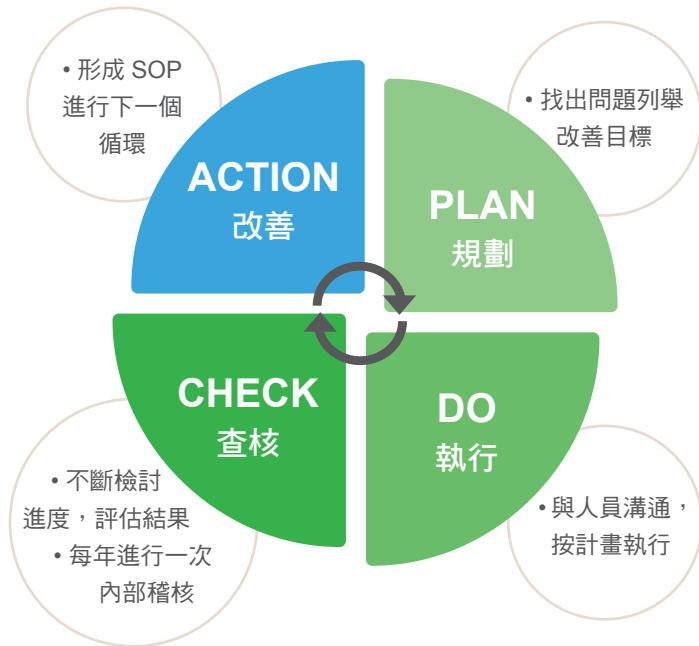 • 形成 SOP
進行下一個
循環
ACTION
改善
PLAN
規劃
• 找出問題列舉
改善目標
CHECK
查核
• 不斷檢討
進度，評估結果
• 每年進行一次
內部稽核
DO
執行
• 與人員溝通，
按計畫執行